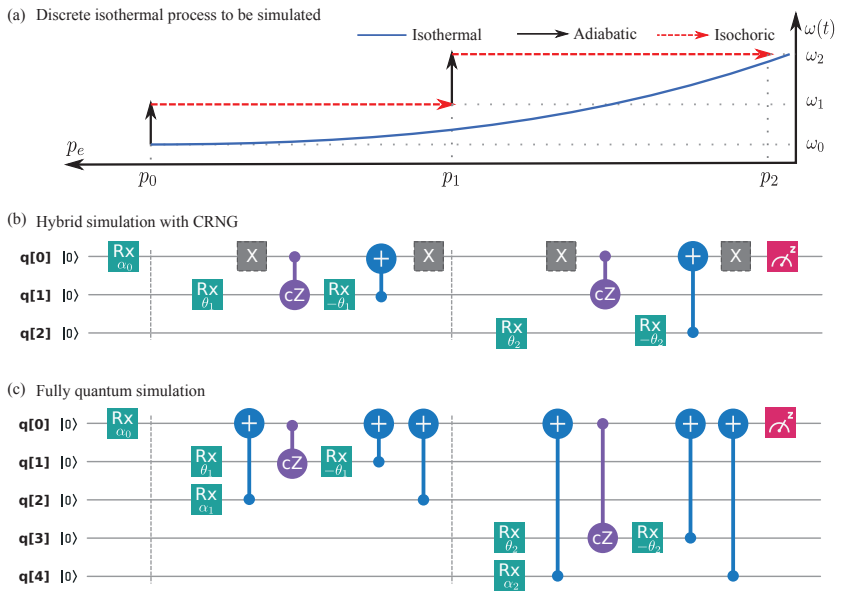 (a) Discrete isothermal process to be simulated
Isothermal Adiabatic Isochoric ω(t)
ω₂
ω₁
ω₀
pₑ
p₀ p₁ p₂
(b) Hybrid simulation with CRNG
q[0] |0⟩ Rx α₀ X + X X + X z
q[1] |0⟩ Rx θ₁ cZ Rx −θ₁ cZ
q[2] |0⟩ Rx θ₂ Rx −θ₂
(c) Fully quantum simulation
q[0] |0⟩ Rx α₀ + + + + + + z
q[1] |0⟩ Rx θ₁ cZ Rx −θ₁
q[2] |0⟩ Rx α₁
q[3] |0⟩ Rx θ₂ cZ Rx −θ₂
q[4] |0⟩ Rx α₂